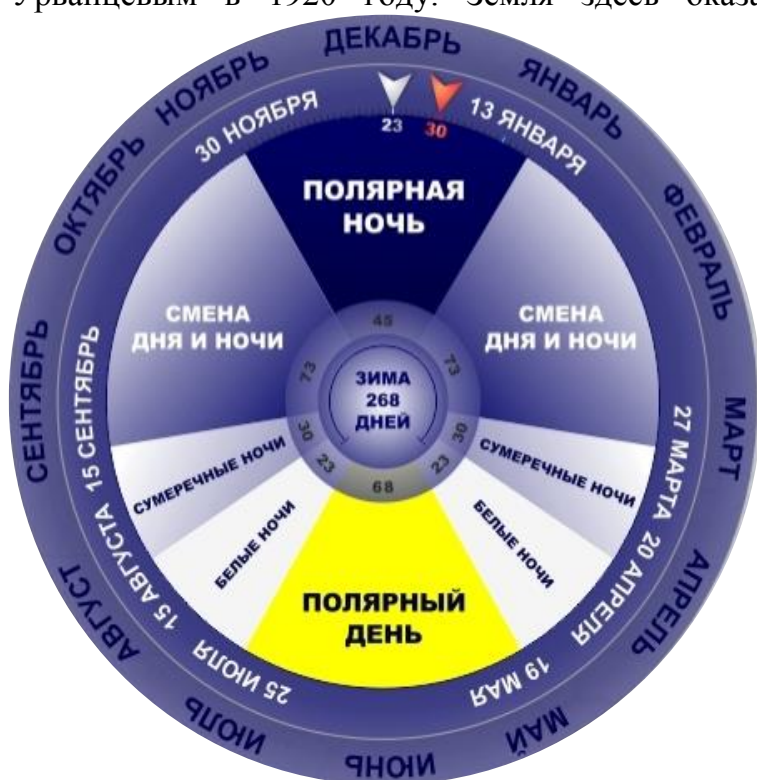 Урванцевым в 1920 году. Земля здесь оказа
ДЕКАБРЬ
ЯНВАРЬ
ФЕВРАЛЬ
МАРТ
АПРЕЛЬ
МАЙ
ИЮНЬ
ИЮЛЬ
АВГУСТ
СЕНТЯБРЬ
ОКТЯБРЬ
НОЯБРЬ
30 НОЯБРЯ
23
30
13 ЯНВАРЯ
27 МАРТА
20 АПРЕЛЯ
19 МАЯ
25 ИЮЛЯ
15 АВГУСТА
15 СЕНТЯБРЬ
ПОЛЯРНАЯ
НОЧЬ
СМЕНА
ДНЯ И НОЧИ
СУМЕРЕЧНЫЕ НОЧИ
БЕЛЫЕ НОЧИ
ПОЛЯРНЫЙ
ДЕНЬ
БЕЛЫЕ НОЧИ
СУМЕРЕЧНЫЕ НОЧИ
СМЕНА
ДНЯ И НОЧИ
45
73
30
23
68
23
30
73
ЗИМА
268
ДНЕЙ